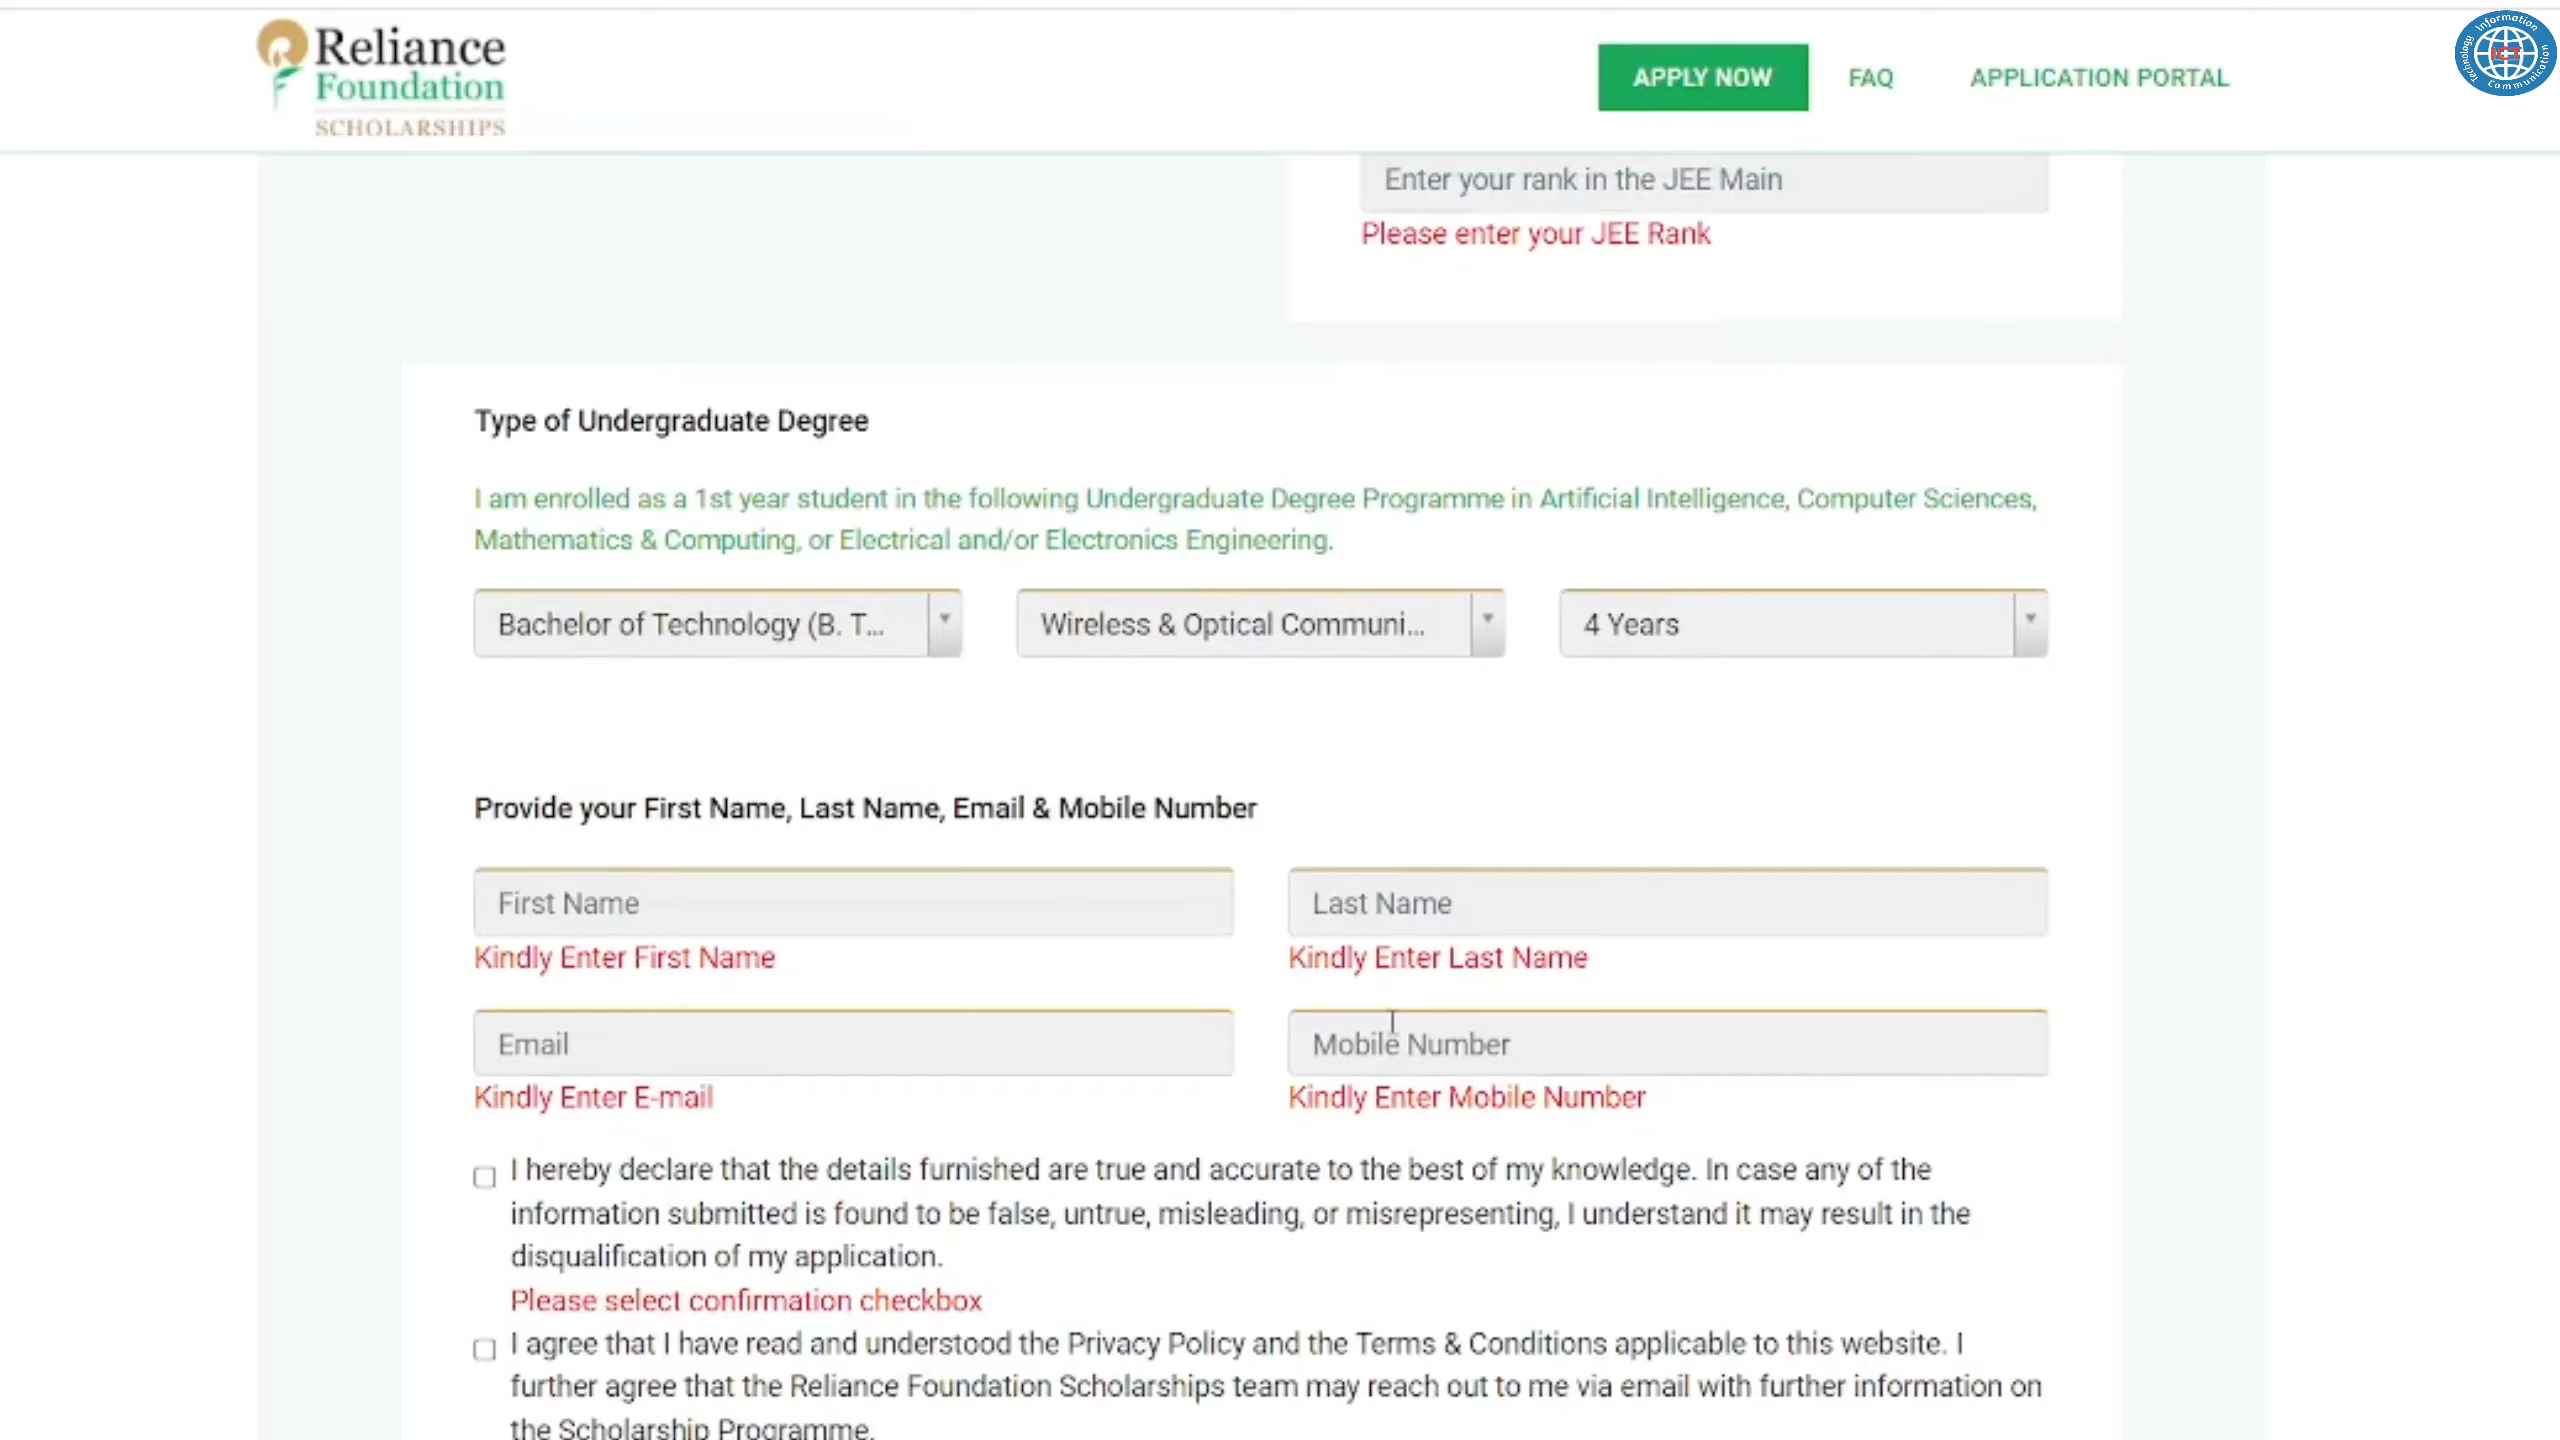 Reliance
Foundation
SCHOLARSHIPS
APPLY NOW
FAQ
APPLICATION PORTAL
Information
Communication
Technology
ICT
Enter your rank in the JEE Main
Please enter your JEE Rank
Type of Undergraduate Degree
I am enrolled as a 1st year student in the following Undergraduate Degree Programme in Artificial Intelligence, Computer Sciences,
Mathematics & Computing, or Electrical and/or Electronics Engineering.
Bachelor of Technology (B. T...
Wireless & Optical Communi...
4 Years
Provide your First Name, Last Name, Email & Mobile Number
First Name
Last Name
Kindly Enter First Name
Kindly Enter Last Name
Email
Mobile Number
Kindly Enter E-mail
Kindly Enter Mobile Number
I hereby declare that the details furnished are true and accurate to the best of my knowledge. In case any of the
information submitted is found to be false, untrue, misleading, or misrepresenting, I understand it may result in the
disqualification of my application.
Please select confirmation checkbox
I agree that I have read and understood the Privacy Policy and the Terms & Conditions applicable to this website. I
further agree that the Reliance Foundation Scholarships team may reach out to me via email with further information on
the Scholarship Programme.